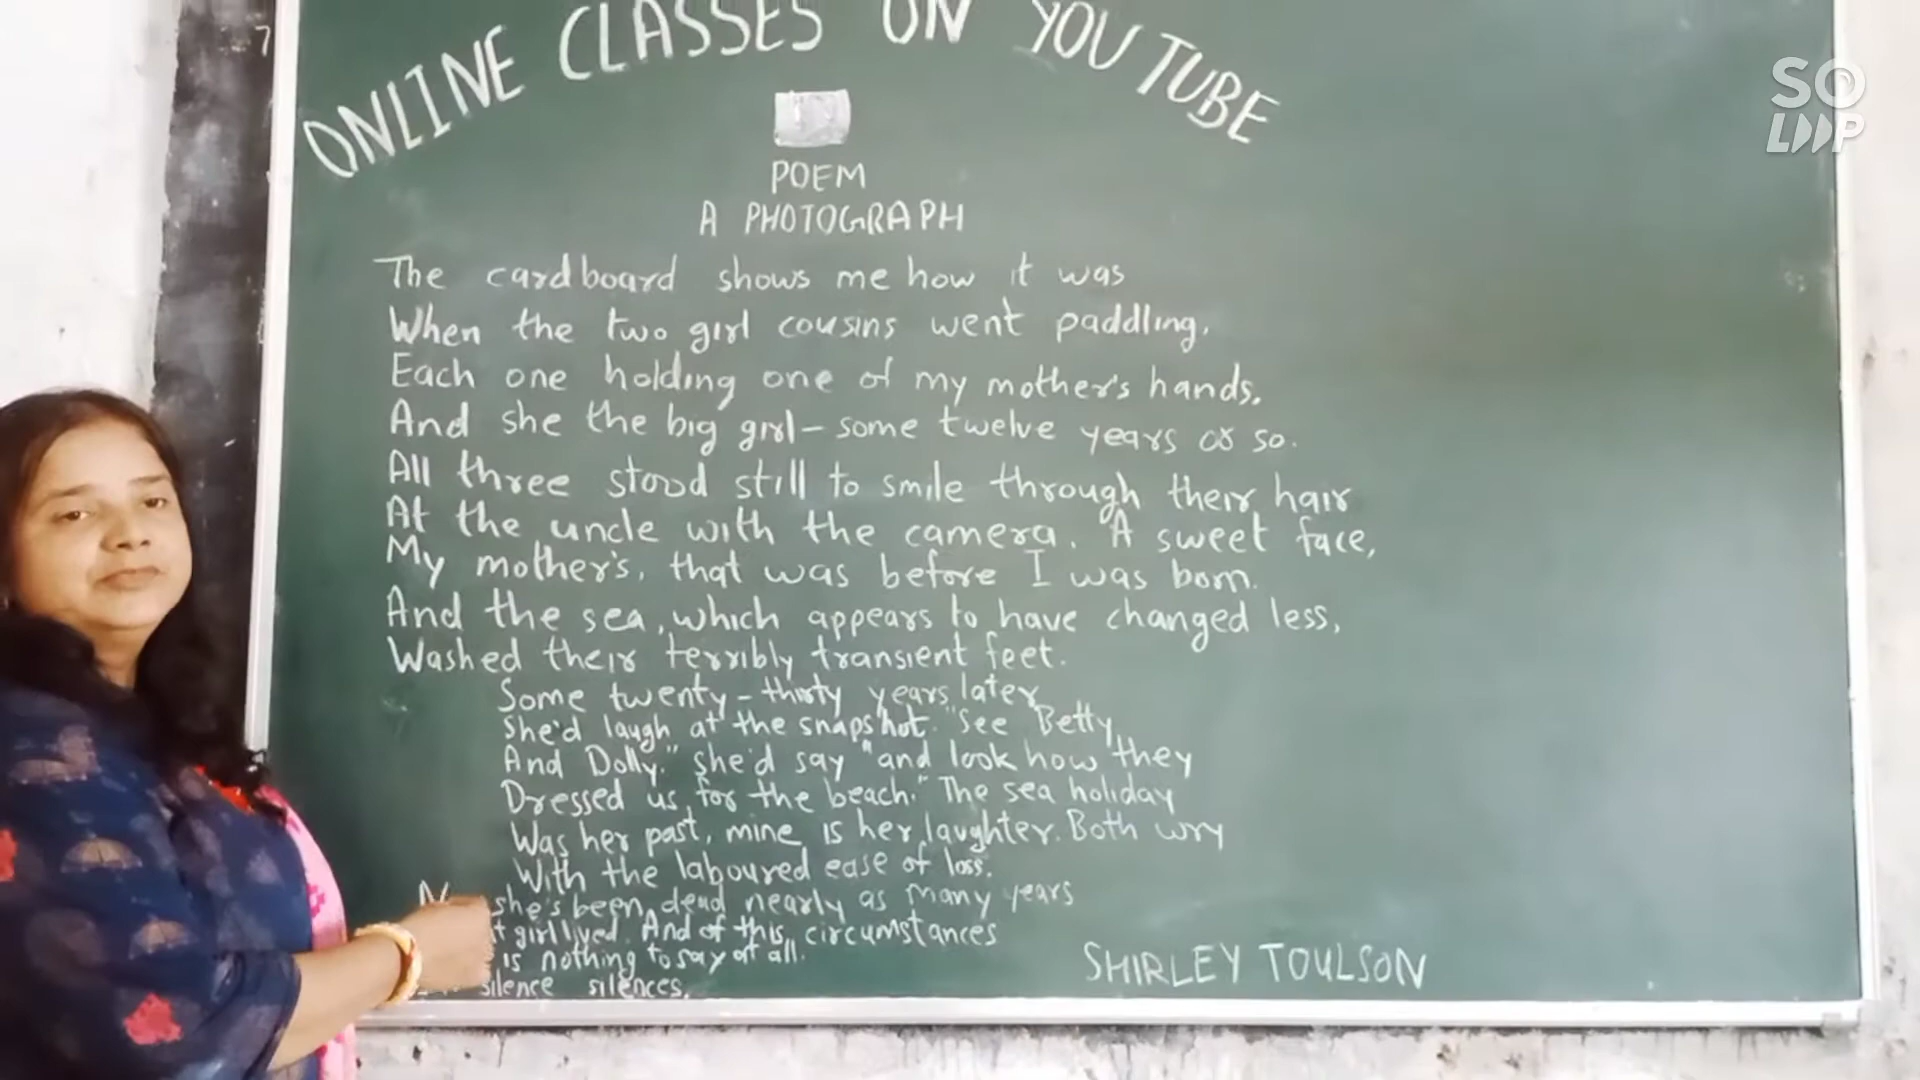 ONLINE CLASSES ON YOU TUBE
POEM
A PHOTOGRAPH
The cardboard shows me how it was
When the two girl cousins went paddling,
Each one holding one of my mother's hands,
And she the big girl – some twelve years or so.
All three stood still to smile through their hair
At the uncle with the camera. A sweet face,
My mother's, that was before I was born.
And the sea, which appears to have changed less,
Washed their terribly transient feet.
Some twenty – thirty years later
She'd laugh at the snapshot. "See Betty
And Dolly." she'd say "and look how they
Dressed us for the beach." The sea holiday
Was her past, mine is her laughter. Both wry
With the laboured ease of loss.
she's been dead nearly as many years
girl lived. And of this circumstances
is nothing to say at all.
silence silences.
SHIRLEY TOULSON
SO
LOOP